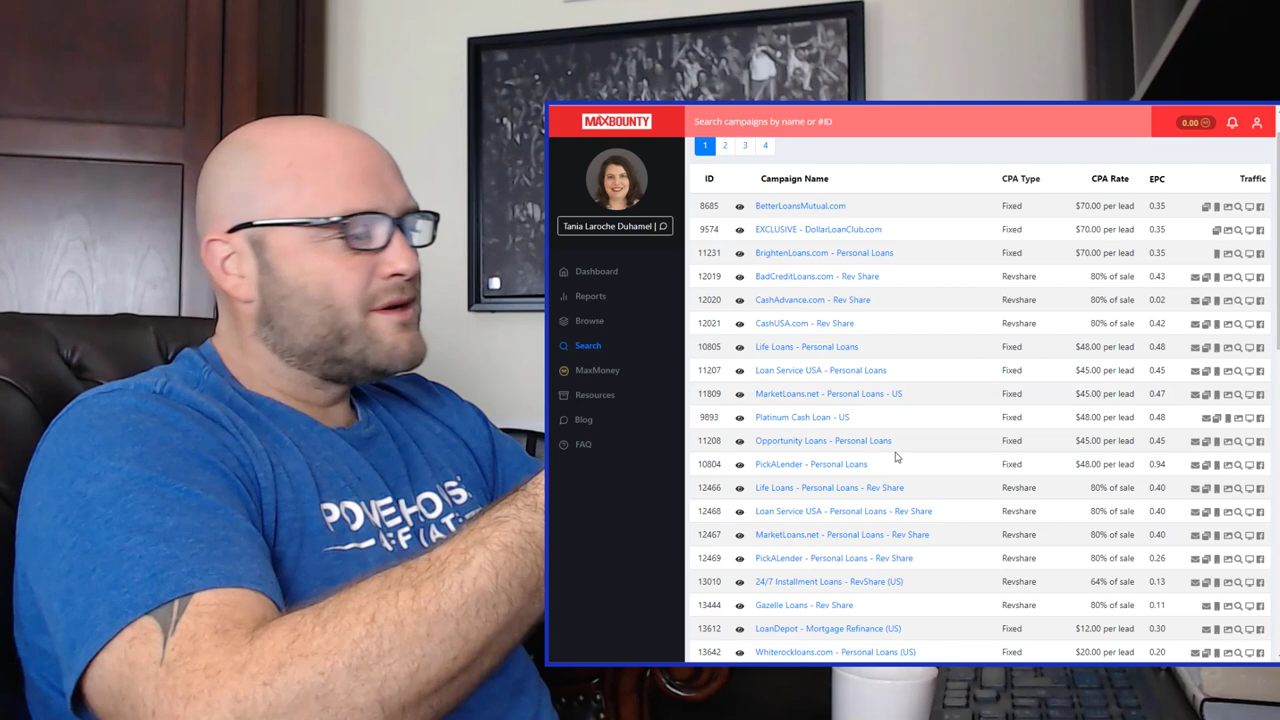 MAXBOUNTY
Search campaigns by name or #ID
0.00
Tania Laroche Duhamel |
Dashboard
Reports
Browse
Search
MaxMoney
Resources
Blog
FAQ
1 2 3 4
ID Campaign Name CPA Type CPA Rate EPC Traffic
8685 BetterLoansMutual.com Fixed $70.00 per lead 0.35
9574 EXCLUSIVE - DollarLoanClub.com Fixed $70.00 per lead 0.35
11231 BrightenLoans.com - Personal Loans Fixed $70.00 per lead 0.35
12019 BadCreditLoans.com - Rev Share Revshare 80% of sale 0.43
12020 CashAdvance.com - Rev Share Revshare 80% of sale 0.02
12021 CashUSA.com - Rev Share Revshare 80% of sale 0.42
10805 Life Loans - Personal Loans Fixed $48.00 per lead 0.48
11207 Loan Service USA - Personal Loans Fixed $45.00 per lead 0.45
11809 MarketLoans.net - Personal Loans - US Fixed $45.00 per lead 0.47
9893 Platinum Cash Loan - US Fixed $48.00 per lead 0.48
11208 Opportunity Loans - Personal Loans Fixed $45.00 per lead 0.45
10804 PickALender - Personal Loans Fixed $48.00 per lead 0.94
12466 Life Loans - Personal Loans - Rev Share Revshare 80% of sale 0.40
12468 Loan Service USA - Personal Loans - Rev Share Revshare 80% of sale 0.40
12467 MarketLoans.net - Personal Loans - Rev Share Revshare 80% of sale 0.40
12469 PickALender - Personal Loans - Rev Share Revshare 80% of sale 0.26
13010 24/7 Installment Loans - RevShare (US) Revshare 64% of sale 0.13
13444 Gazelle Loans - Rev Share Revshare 80% of sale 0.11
13612 LoanDepot - Mortgage Refinance (US) Fixed $12.00 per lead 0.30
13642 Whiterockloans.com - Personal Loans (US) Fixed $20.00 per lead 0.20